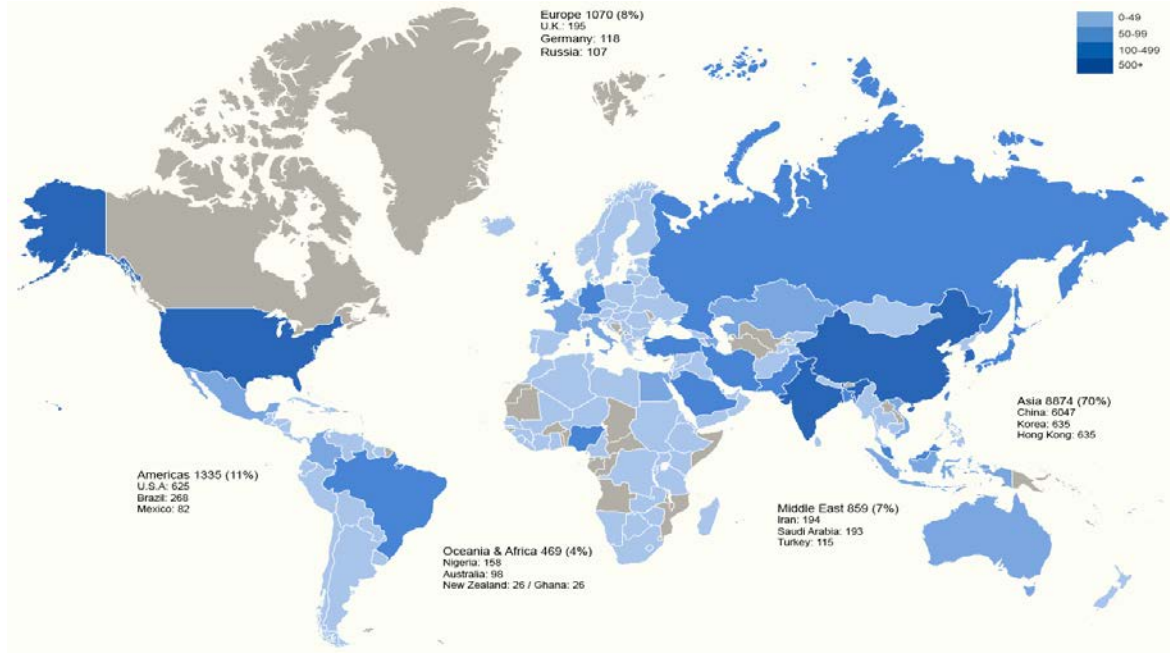 Europe 1070 (8%)
U.K.: 195
Germany: 118
Russia: 107
0-49
50-99
100-499
500+
Asia 8874 (70%)
China: 6047
Korea: 635
Hong Kong: 635
Americas 1335 (11%)
U.S.A: 625
Brazil: 268
Mexico: 82
Middle East 859 (7%)
Iran: 194
Saudi Arabia: 193
Turkey: 115
Oceania & Africa 469 (4%)
Nigeria: 158
Australia: 98
New Zealand: 26 / Ghana: 26